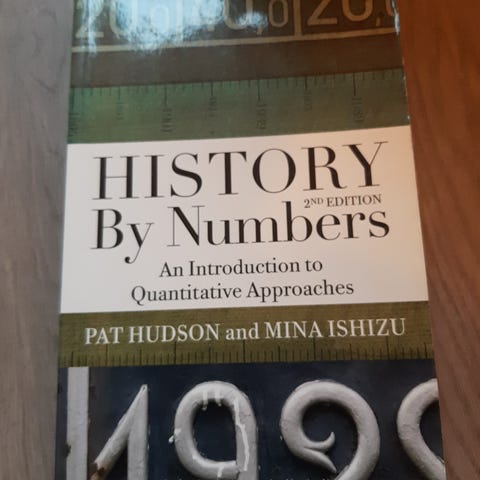 HISTORY
2ND EDITION
By Numbers
An Introduction to
Quantitative Approaches
PAT HUDSON and MINA ISHIZU